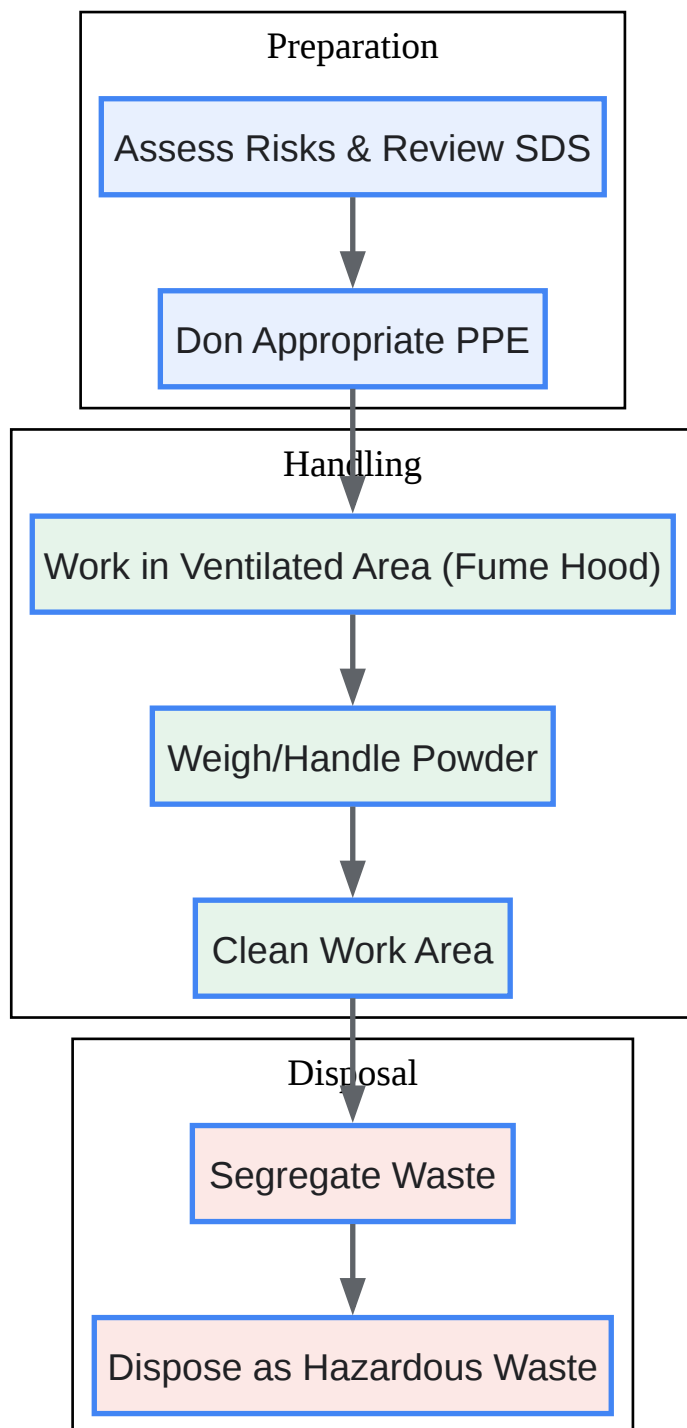 Preparation
Assess Risks & Review SDS
Don Appropriate PPE
Handling
Work in Ventilated Area (Fume Hood)
Weigh/Handle Powder
Clean Work Area
Disposal
Segregate Waste
Dispose as Hazardous Waste